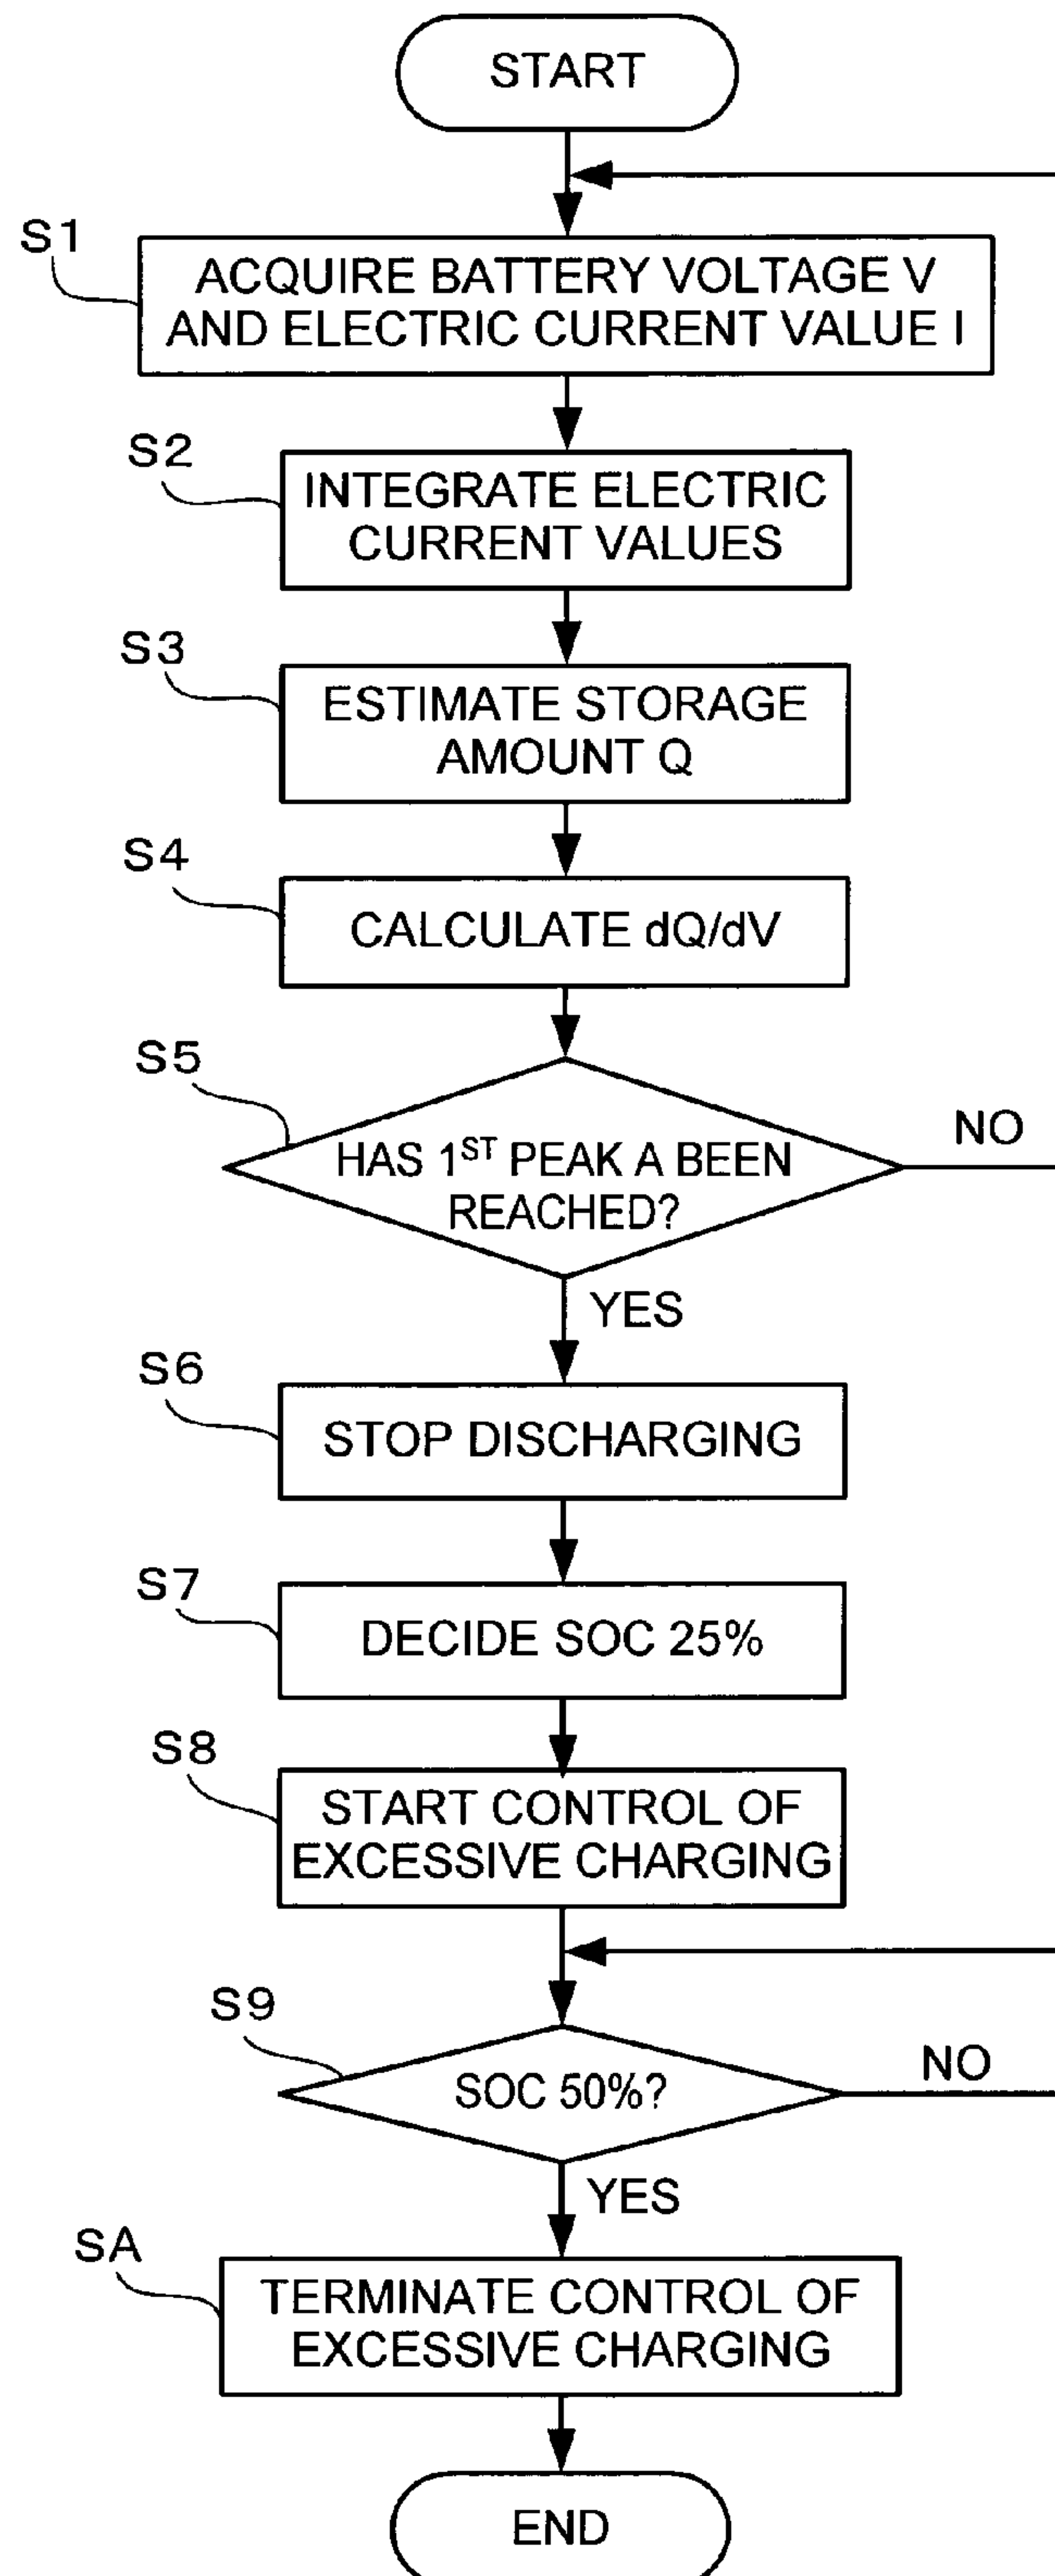 START
S1
ACQUIRE BATTERY VOLTAGE V
AND ELECTRIC CURRENT VALUE I
S2
INTEGRATE ELECTRIC
CURRENT VALUES
S3
ESTIMATE STORAGE
AMOUNT Q
S4
CALCULATE dQ/dV
S5
HAS 1ST PEAK A BEEN
REACHED?
NO
YES
S6
STOP DISCHARGING
S7
DECIDE SOC 25%
S8
START CONTROL OF
EXCESSIVE CHARGING
S9
SOC 50%?
NO
YES
SA
TERMINATE CONTROL OF
EXCESSIVE CHARGING
END